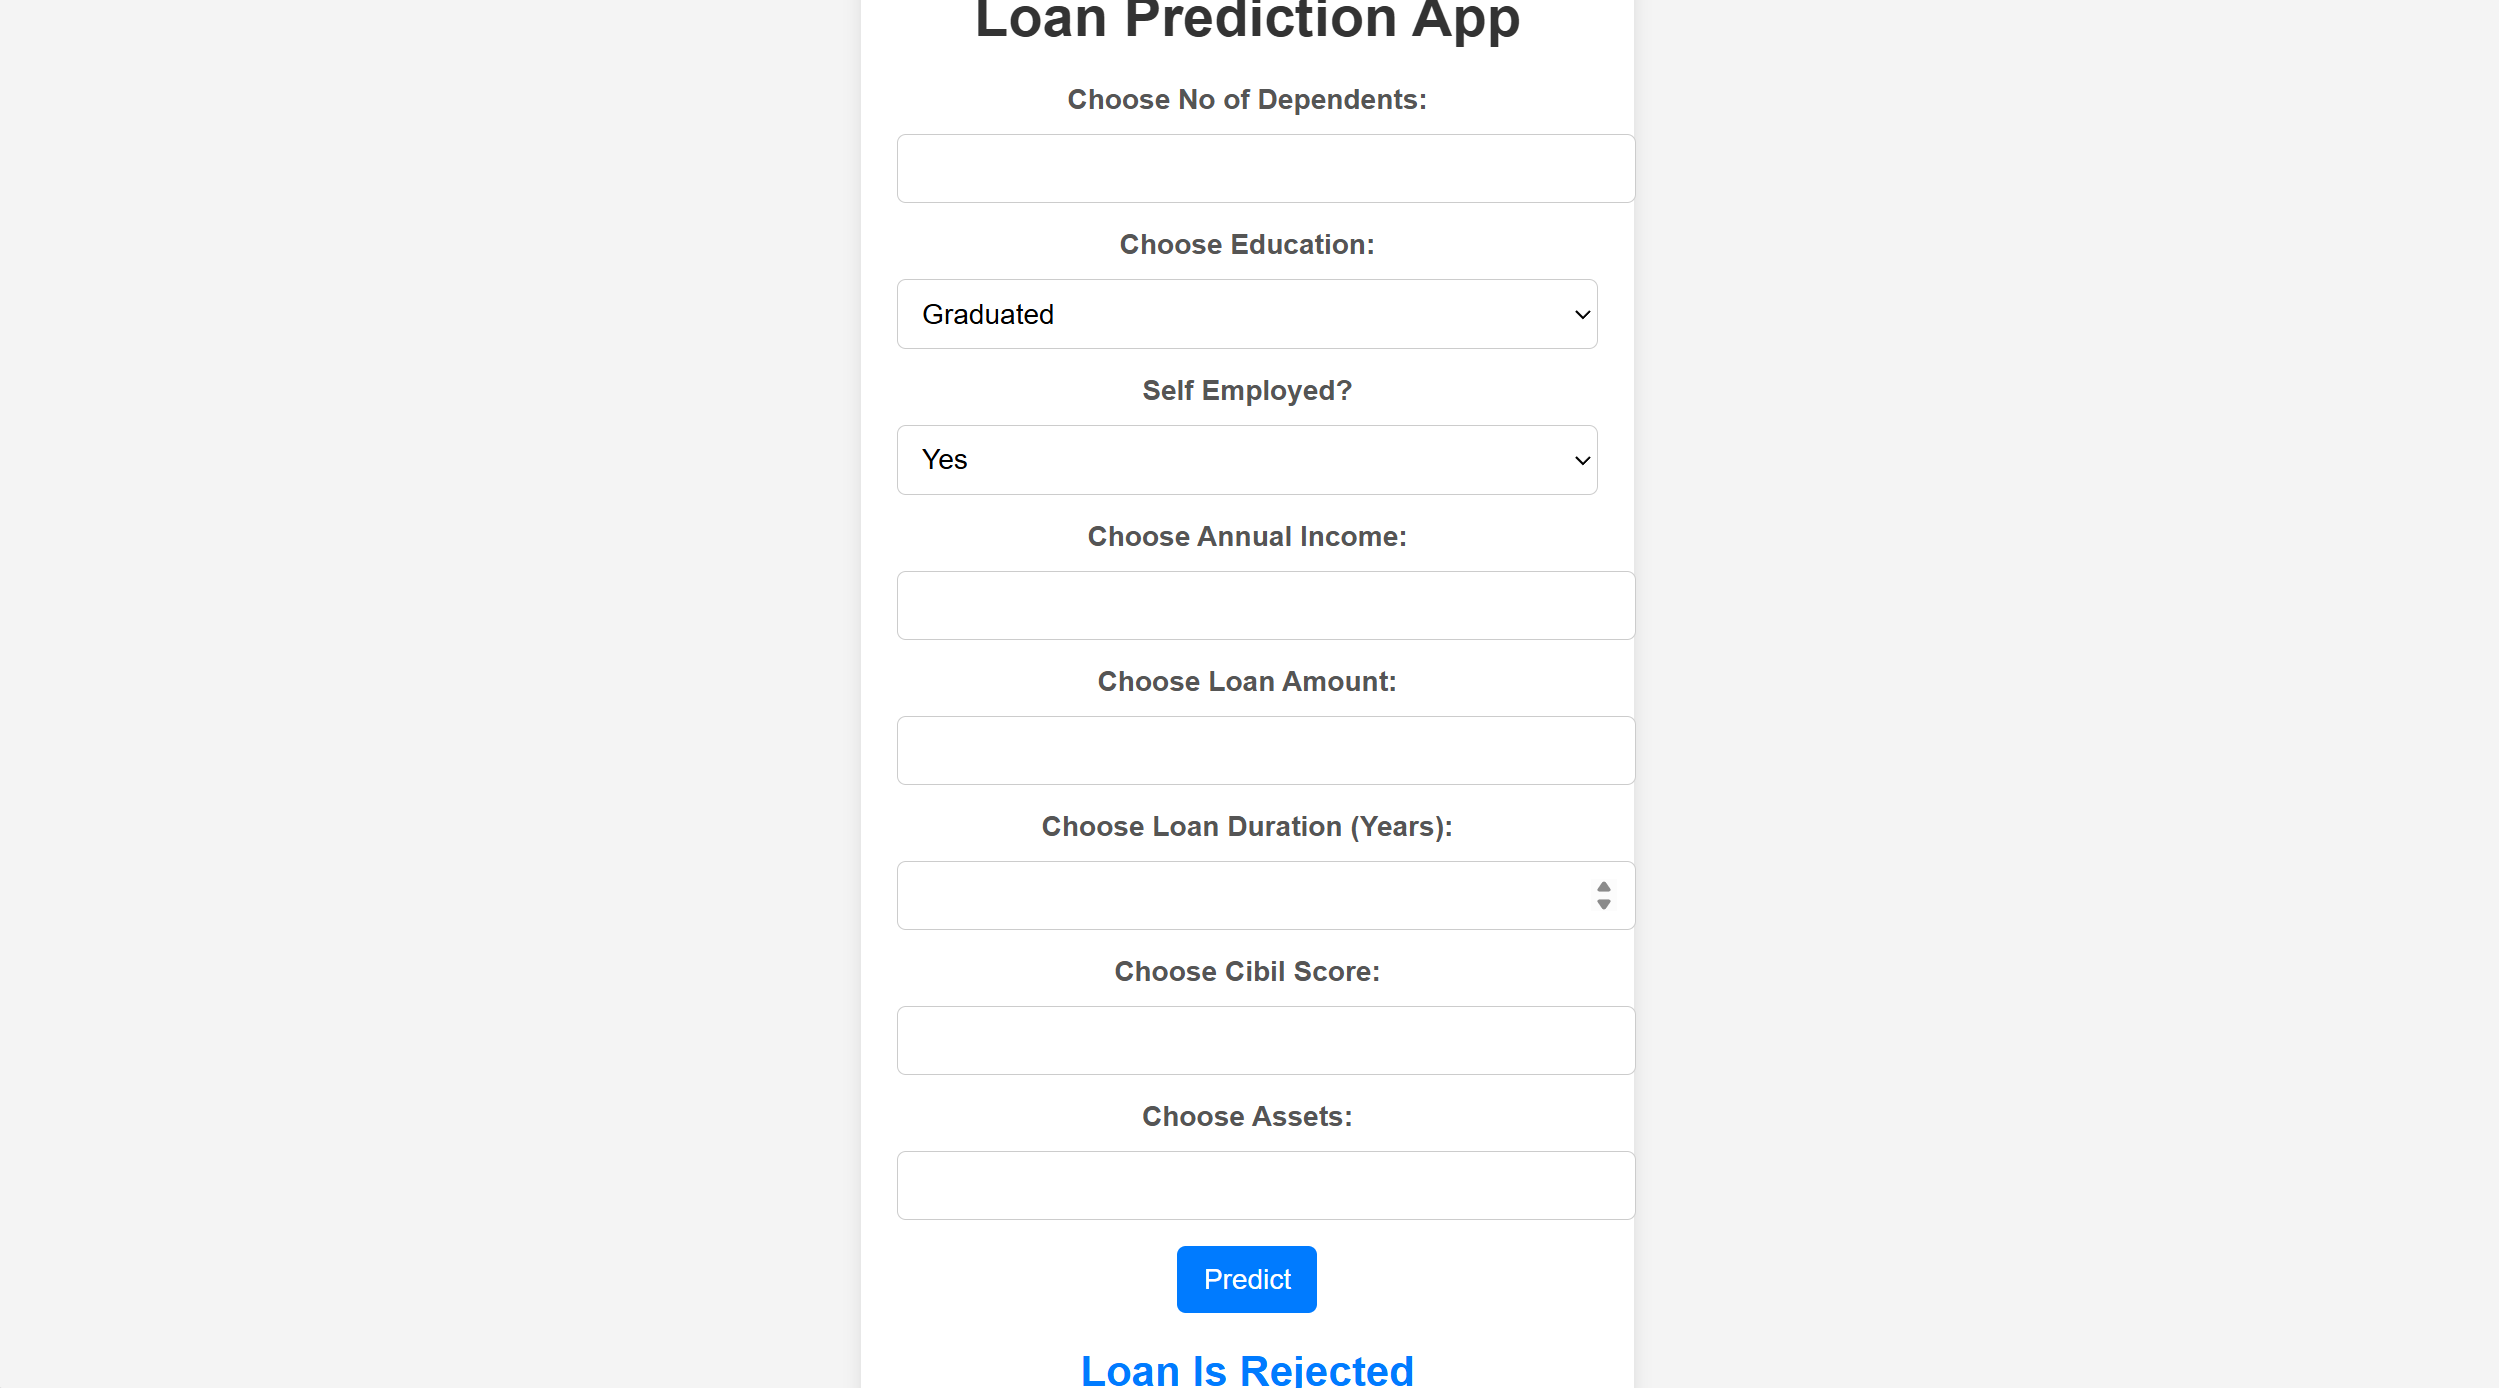 Loan Prediction App
Choose No of Dependents:
Choose Education:
Graduated
Self Employed?
Yes
Choose Annual Income:
Choose Loan Amount:
Choose Loan Duration (Years):
Choose Cibil Score:
Choose Assets:
Predict
Loan Is Rejected